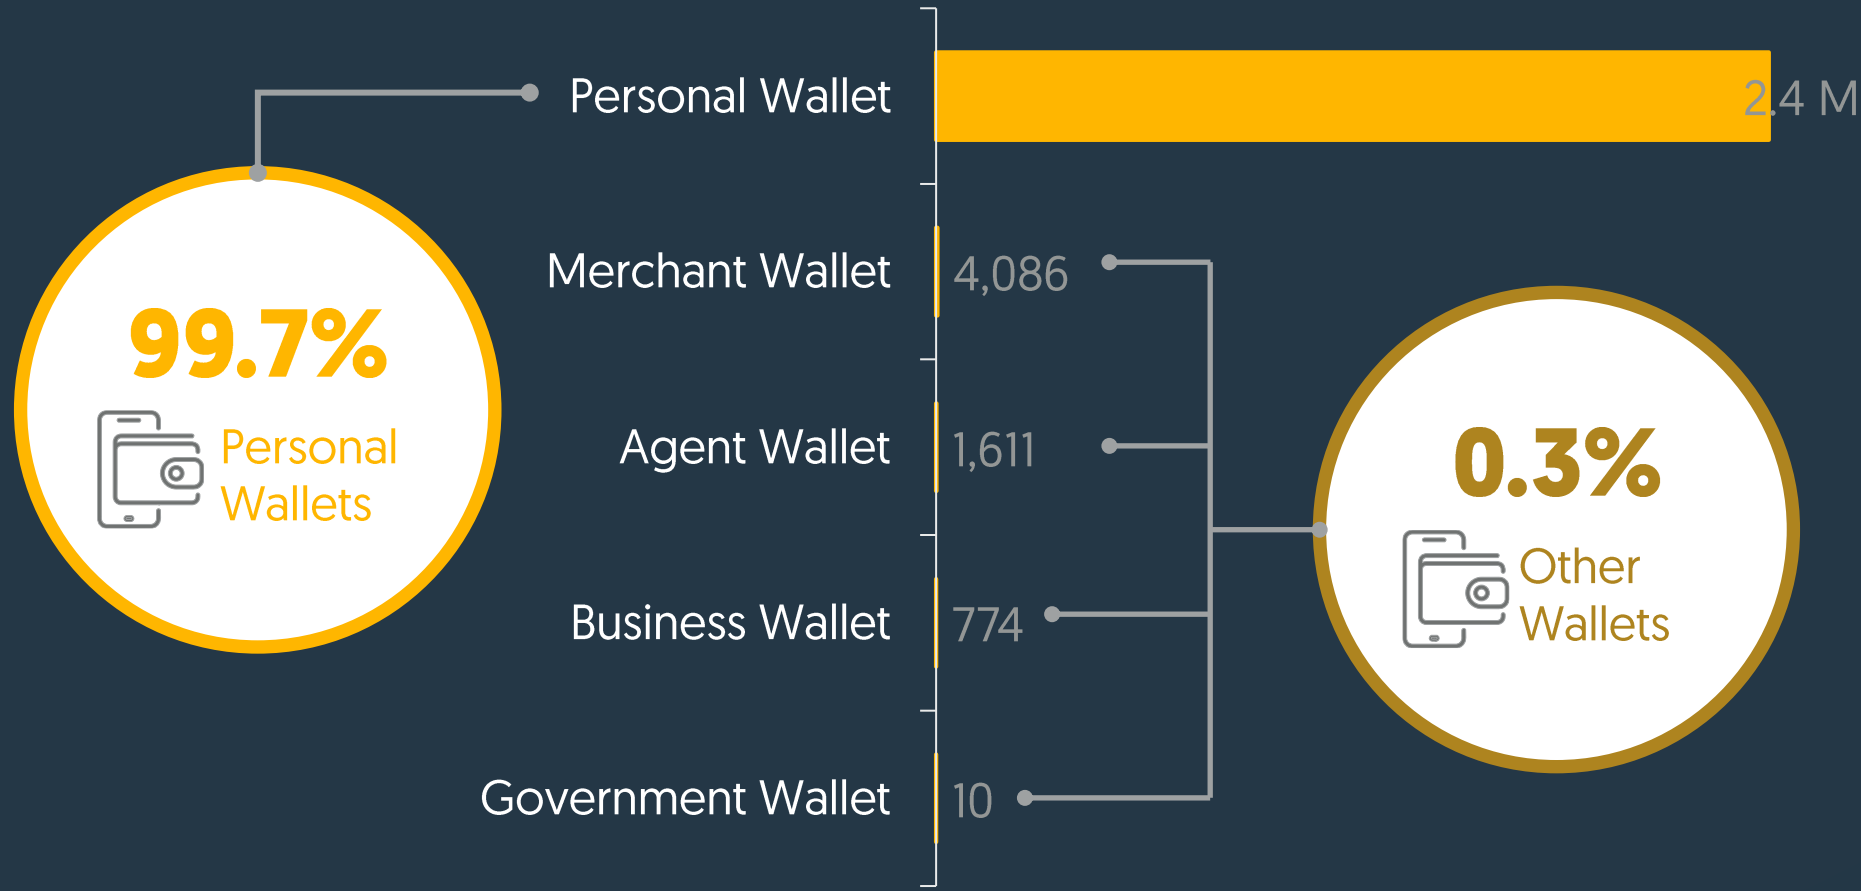 Personal Wallet
2.4 M
Merchant Wallet
4,086
Agent Wallet
1,611
Business Wallet
774
Government Wallet
10
99.7%
Personal
Wallets
0.3%
Other
Wallets